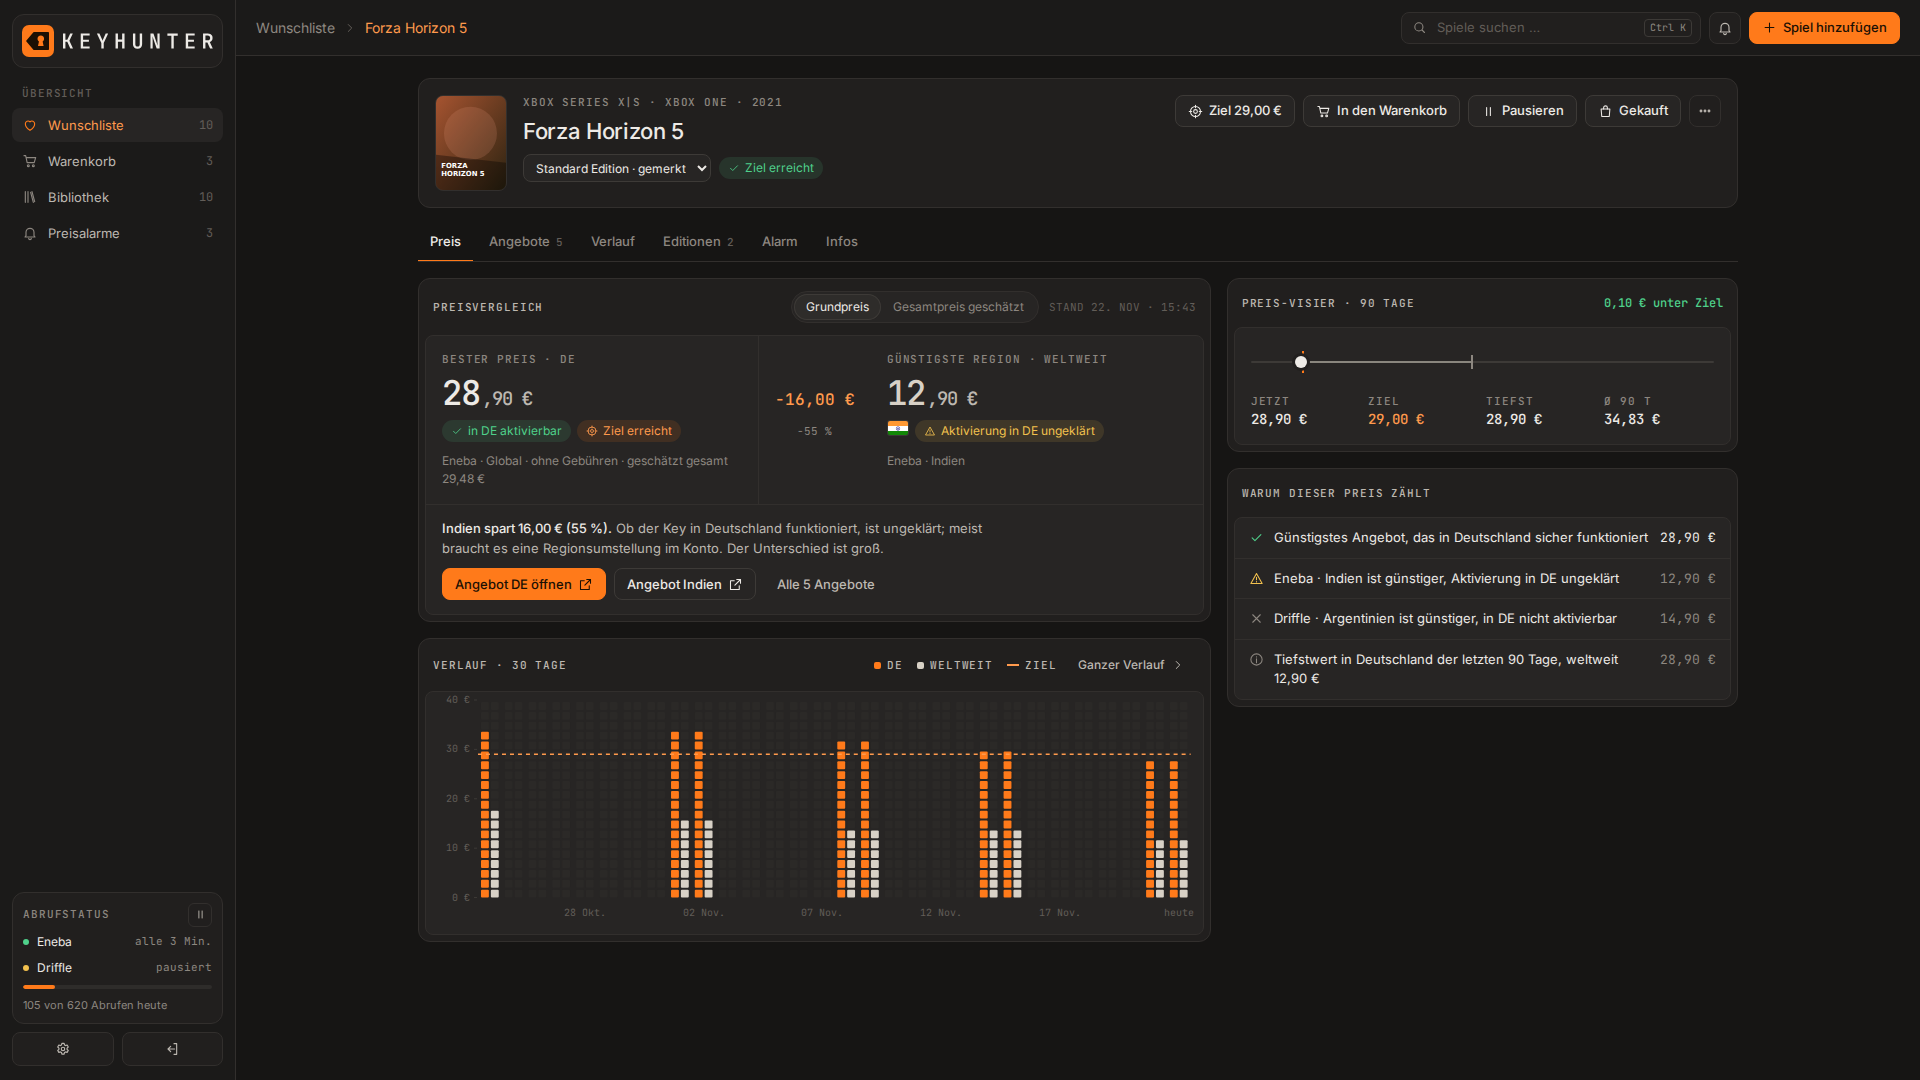 KEYHUNTER
Wunschliste
Forza Horizon 5
Spiele suchen ...
Ctrl K
Spiel hinzufügen
ÜBERSICHT
Wunschliste 10
Warenkorb 3
Bibliothek 10
Preisalarme 3
XBOX SERIES X|S · XBOX ONE · 2021
Forza Horizon 5
FORZA
HORIZON 5
Standard Edition · gemerkt
Ziel erreicht
Ziel 29,00 €
In den Warenkorb
Pausieren
Gekauft
Preis
Angebote 5
Verlauf
Editionen 2
Alarm
Infos
PREISVERGLEICH
Grundpreis
Gesamtpreis geschätzt
STAND 22. NOV · 15:43
BESTER PREIS · DE
28,90 €
in DE aktivierbar
Ziel erreicht
Eneba · Global · ohne Gebühren · geschätzt gesamt
29,48 €
-16,00 €
-55 %
GÜNSTIGSTE REGION · WELTWEIT
12,90 €
Aktivierung in DE ungeklärt
Eneba · Indien
Indien spart 16,00 € (55 %). Ob der Key in Deutschland funktioniert, ist ungeklärt; meist
braucht es eine Regionsumstellung im Konto. Der Unterschied ist groß.
Angebot DE öffnen
Angebot Indien
Alle 5 Angebote
PREIS-VISIER · 90 TAGE
0,10 € unter Ziel
JETZT
28,90 €
ZIEL
29,00 €
TIEFST
28,90 €
Ø 90 T
34,83 €
WARUM DIESER PREIS ZÄHLT
Günstigstes Angebot, das in Deutschland sicher funktioniert 28,90 €
Eneba · Indien ist günstiger, Aktivierung in DE ungeklärt 12,90 €
Driffle · Argentinien ist günstiger, in DE nicht aktivierbar 14,90 €
Tiefstwert in Deutschland der letzten 90 Tage, weltweit 28,90 €
12,90 €
VERLAUF · 30 TAGE
DE
WELTWEIT
ZIEL
Ganzer Verlauf
40 €
30 €
20 €
10 €
0 €
28 Okt.
02 Nov.
07 Nov.
12 Nov.
17 Nov.
heute
ABRUFSTATUS
Eneba alle 3 Min.
Driffle pausiert
105 von 620 Abrufen heute